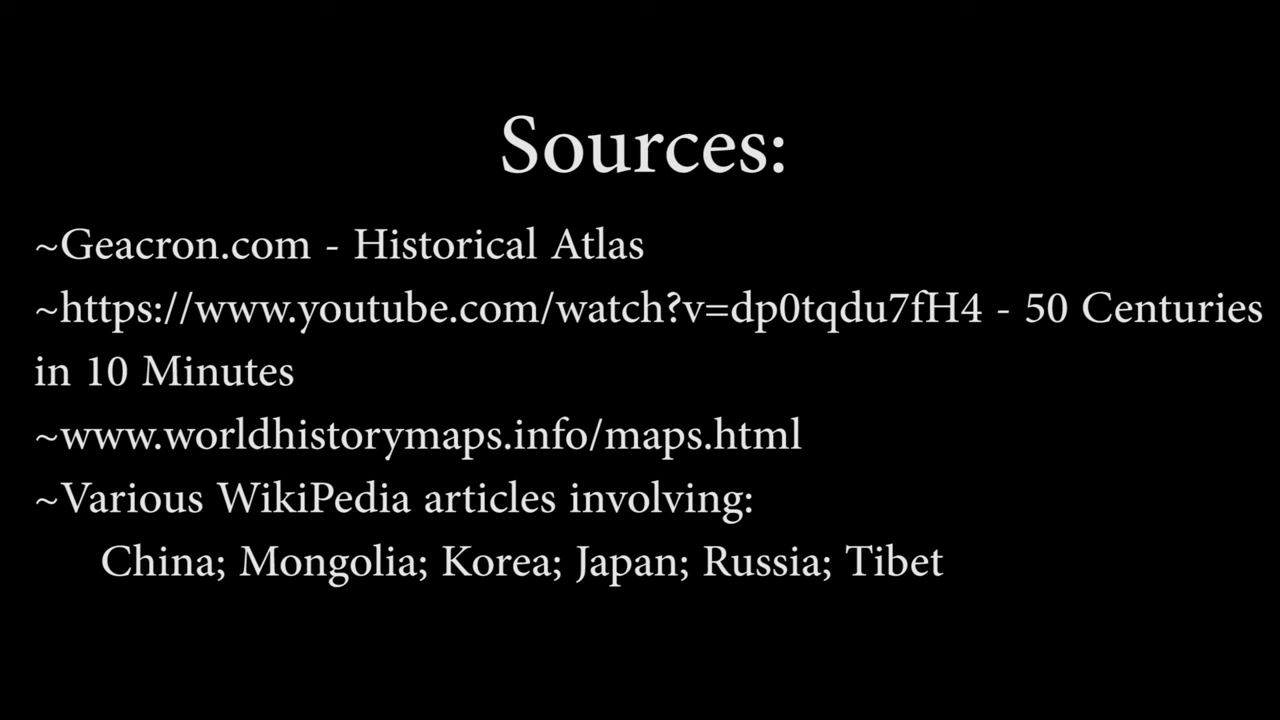 Sources:
~Geacron.com - Historical Atlas
~https://www.youtube.com/watch?v=dp0tqdu7fH4 - 50 Centuries
in 10 Minutes
~www.worldhistorymaps.info/maps.html
~Various WikiPedia articles involving:
China; Mongolia; Korea; Japan; Russia; Tibet